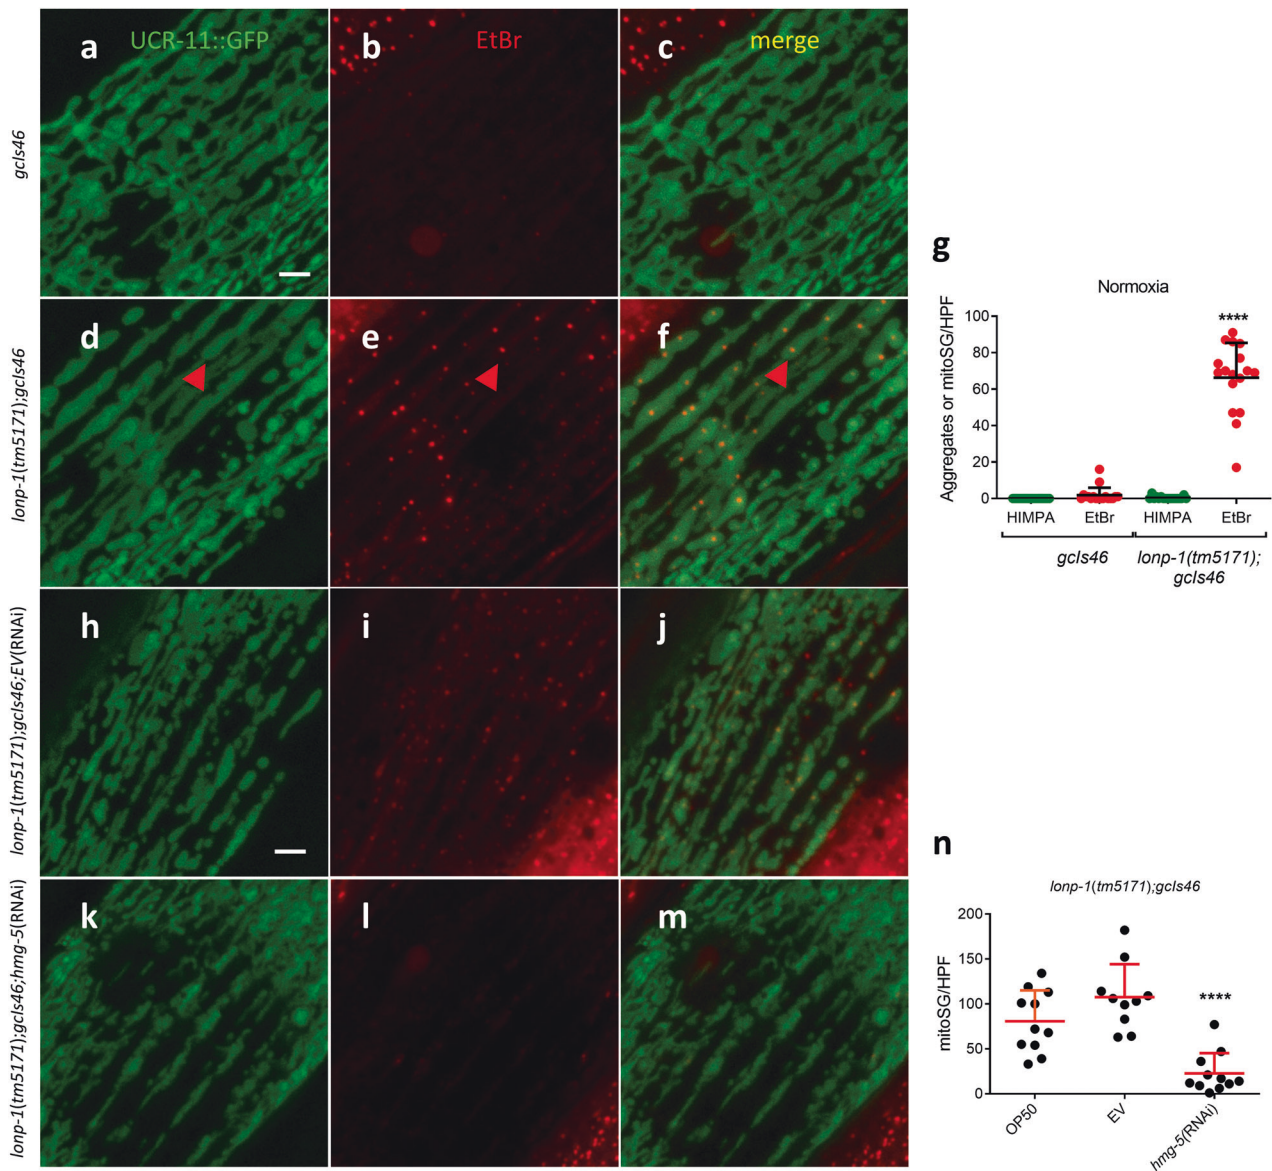 a UCR-11::GFP
b EtBr
c merge
gcIs46
d
e
f
lonp-1(tm5171);gcIs46
g
Normoxia
Aggregates or mitoSG/HPF
100
80
60
40
20
0
****
HIMPA EtBr HIMPA EtBr
gcIs46 lonp-1(tm5171);
gcIs46
h
i
j
lonp-1(tm5171);gcIs46;EV(RNAi)
k
l
m
lonp-1(tm5171);gcIs46;hmg-5(RNAi)
n
lonp-1(tm5171);gcIs46
mitoSG/HPF
200
150
100
50
0
****
OP50 EV hmg-5(RNAi)